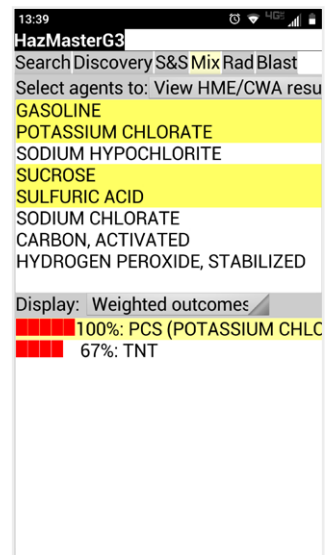 13:39 4G
HazMasterG3
Search Discovery S&S Mix Rad Blast
Select agents to: View HME/CWA resu
GASOLINE
POTASSIUM CHLORATE
SODIUM HYPOCHLORITE
SUCROSE
SULFURIC ACID
SODIUM CHLORATE
CARBON, ACTIVATED
HYDROGEN PEROXIDE, STABILIZED
Display: Weighted outcomes
100%: PCS (POTASSIUM CHLC
67%: TNT